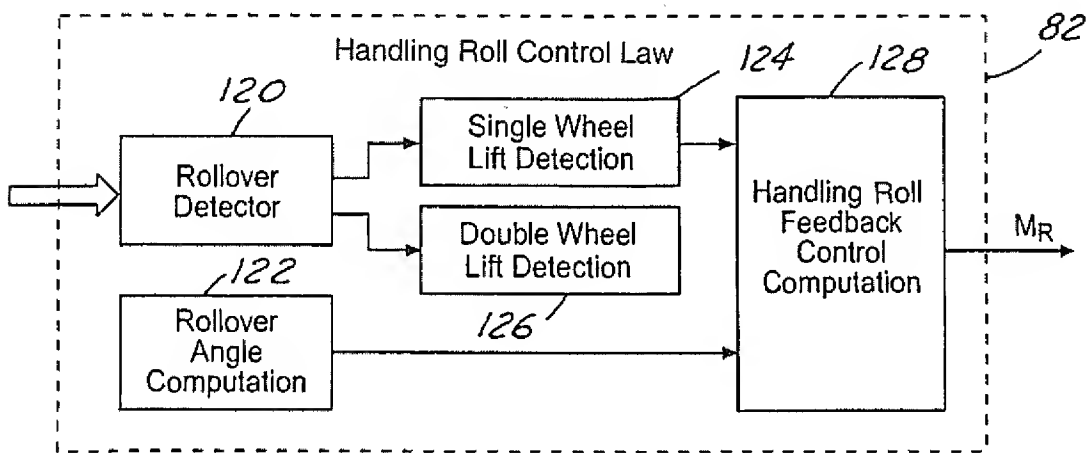 82
Handling Roll Control Law
124
128
120
Single Wheel
Lift Detection
Rollover
Detector
Handling Roll
Feedback
Control
Computation
Double Wheel
Lift Detection
MR
122
126
Rollover
Angle
Computation